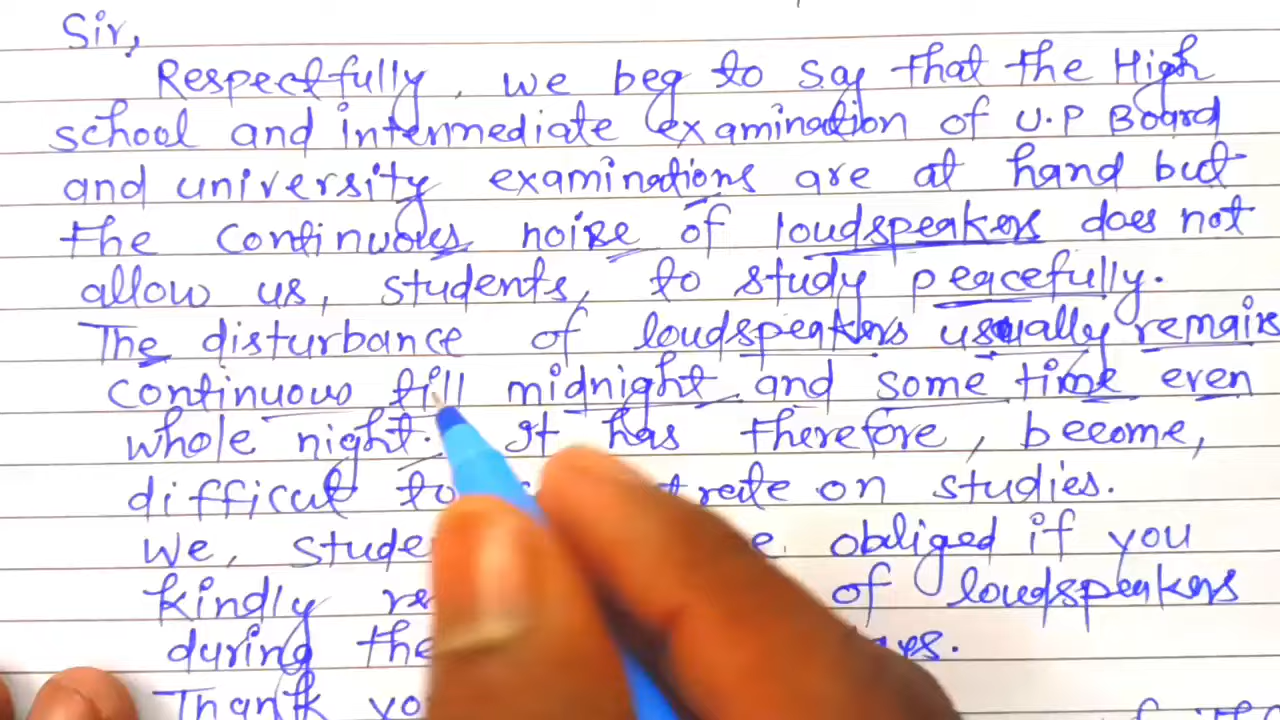 Sir,
Respectfully, we beg to say that the High
school and intermediate examination of U.P Board
and university examinations are at hand but
the continuous noise of loudspeakers does not
allow us, students, to study peacefully.
The disturbance of loudspeakers usually remains
continuous till midnight and some time even
whole night. It has therefore, become,
difficult to on studies.
We, obliged if you
kindly of loudspeakers
during
Thank